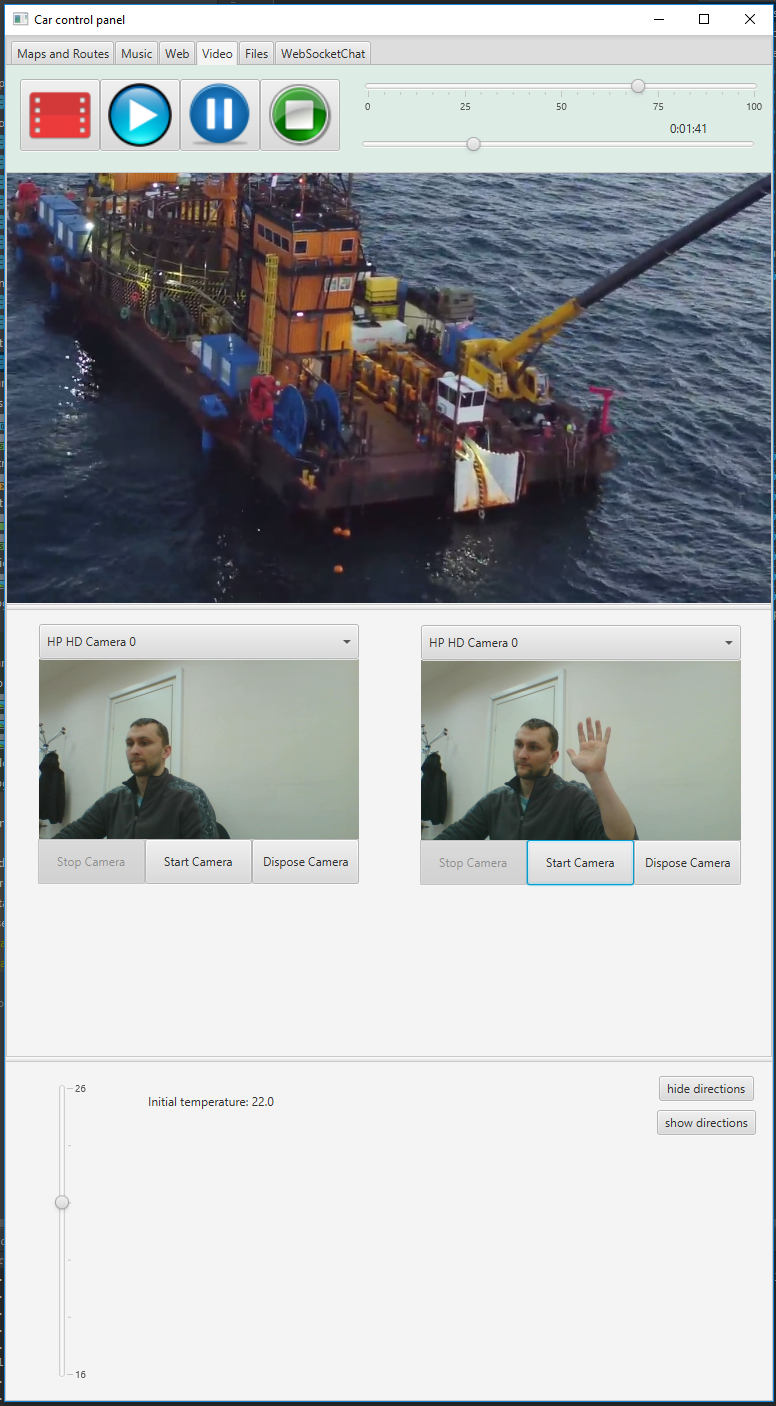 Car control panel
Maps and Routes Music Web Video Files WebSocketChat
0 25 50 75 100
0:01:41
HP HD Camera 0 HP HD Camera 0
Stop Camera Start Camera Dispose Camera Stop Camera Start Camera Dispose Camera
26 hide directions
Initial temperature: 22.0
show directions
16